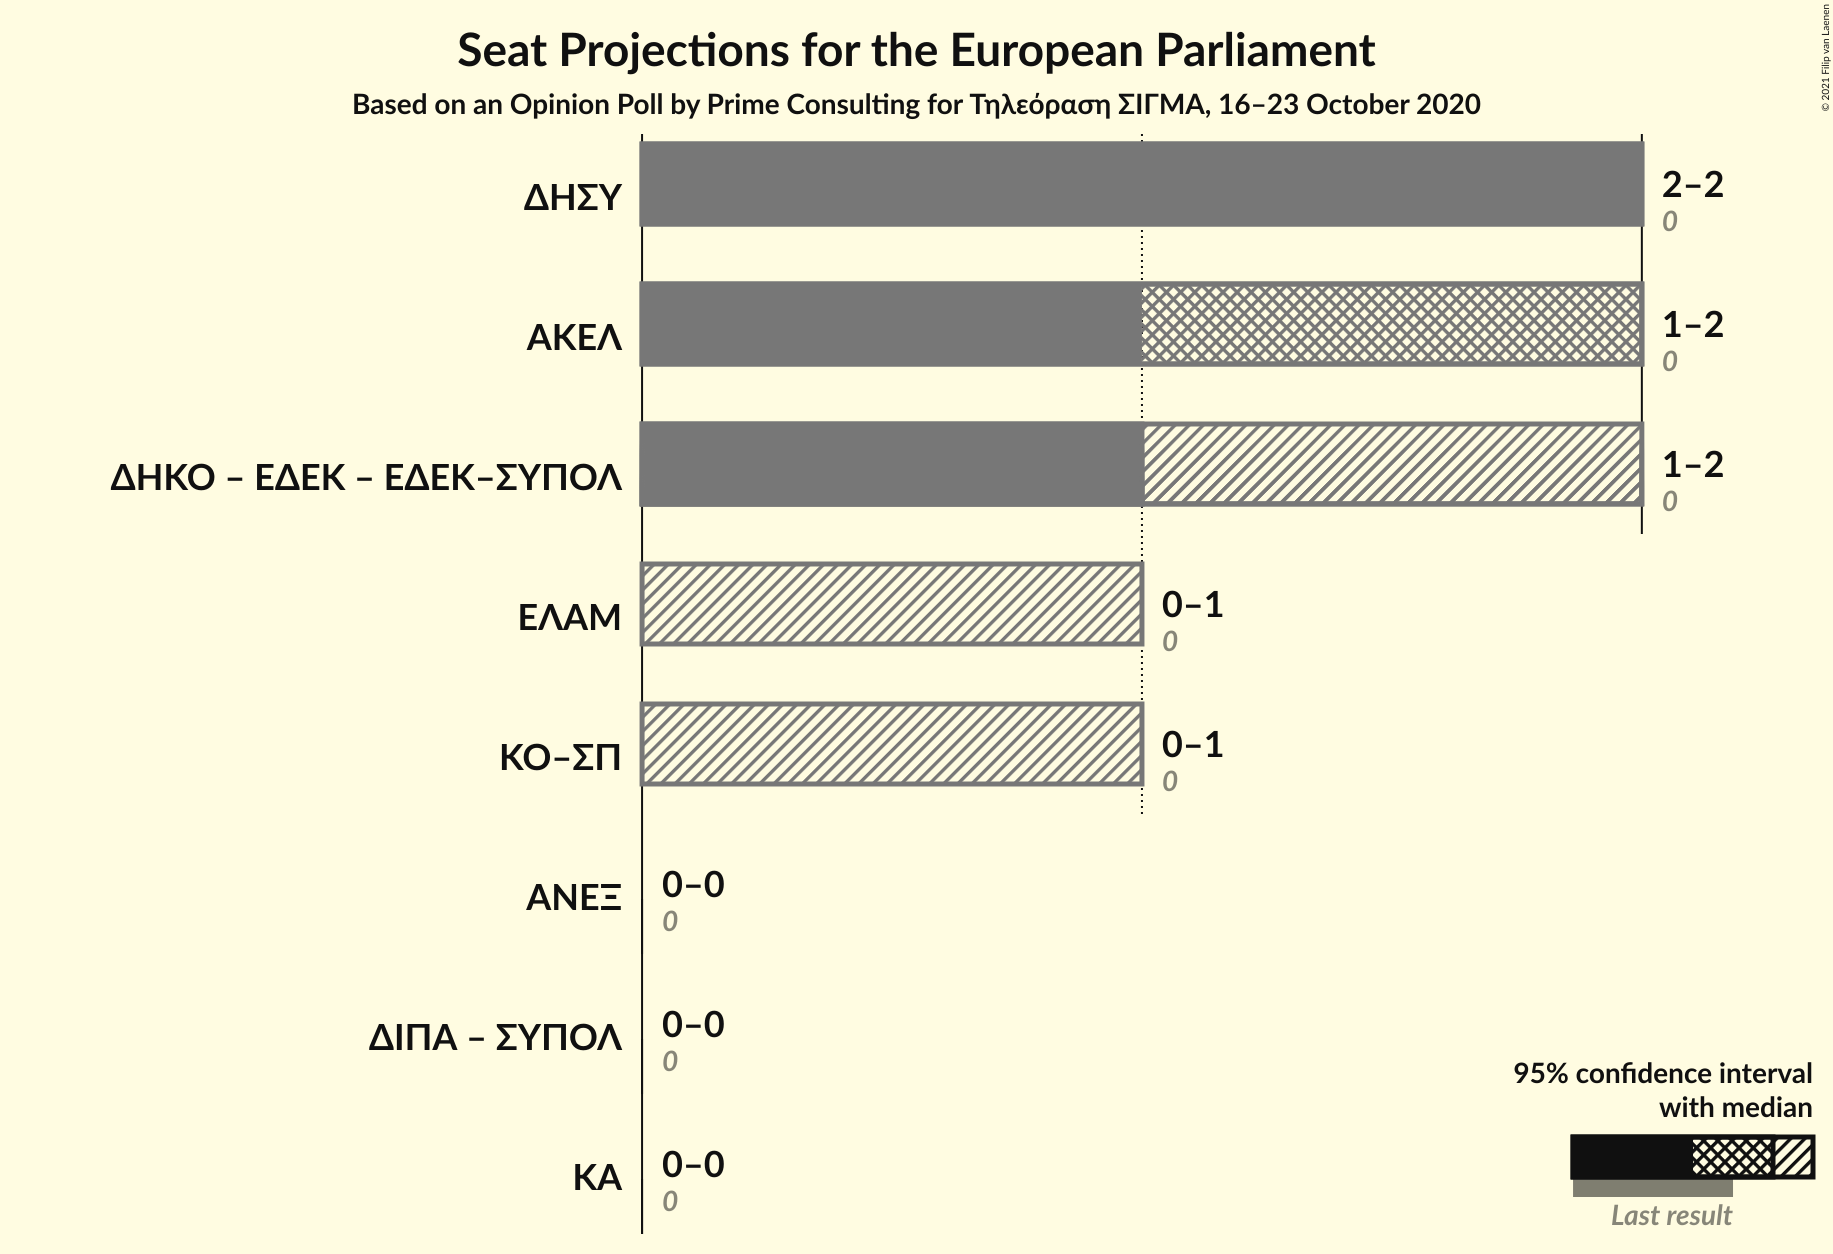 Seat Projections for the European Parliament
Based on an Opinion Poll by Prime Consulting for Τηλεόραση ΣΙΓΜΑ, 16–23 October 2020
© 2021 Filip van Laenen
ΔΗΣΥ
2–2
0
ΑΚΕΛ
1–2
0
ΔΗΚΟ – ΕΔΕΚ – ΕΔΕΚ–ΣΥΠΟΛ
1–2
0
ΕΛΑΜ
0–1
0
ΚΟ–ΣΠ
0–1
0
ΑΝΕΞ
0–0
0
ΔΙΠΑ – ΣΥΠΟΛ
0–0
0
ΚΑ
0–0
0
95% confidence interval
with median
Last result